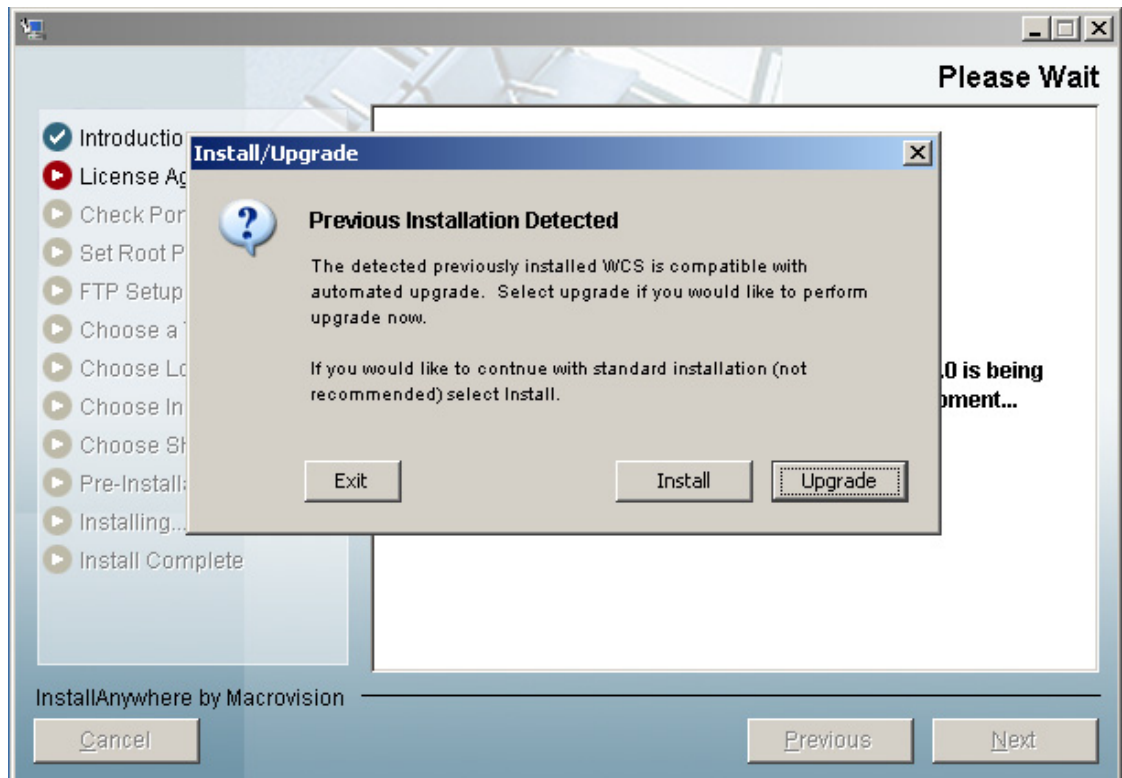 Please Wait
Introductio
License Ag
Check Por
Set Root P
FTP Setup
Choose a
Choose Lo
Choose In
Choose Sh
Pre-Install
Installing...
Install Complete
Install/Upgrade
Previous Installation Detected
The detected previously installed WCS is compatible with
automated upgrade. Select upgrade if you would like to perform
upgrade now.
If you would like to contnue with standard installation (not
recommended) select Install.
Exit
Install
Upgrade
.0 is being
oment...
InstallAnywhere by Macrovision
Cancel
Previous
Next